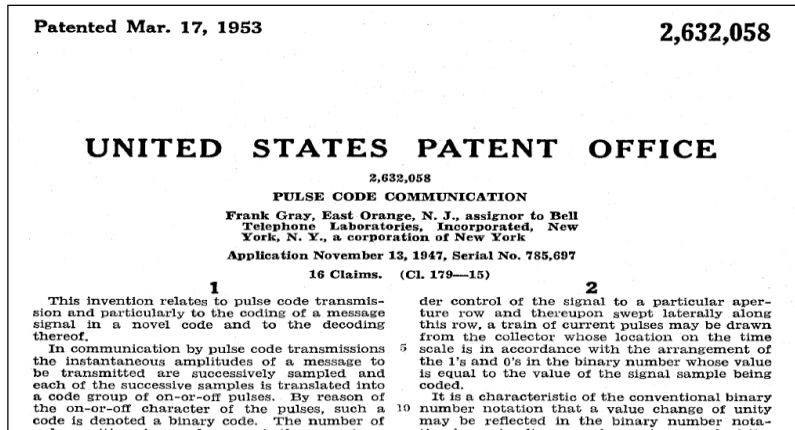 Patented Mar. 17, 1953
2,632,058
UNITED STATES PATENT OFFICE
2,632,058
PULSE CODE COMMUNICATION
Frank Gray, East Orange, N. J., assignor to Bell
Telephone Laboratories, Incorporated, New
York, N. Y., a corporation of New York
Application November 13, 1947, Serial No. 785,697
16 Claims. (Cl. 179—15)
1
This invention relates to pulse code transmis-
sion and particularly to the coding of a message
signal in a novel code and to the decoding
thereof.
In communication by pulse code transmissions
the instantaneous amplitudes of a message to
be transmitted are successively sampled and
each of the successive samples is translated into
a code group of on-or-off pulses. By reason of
the on-or-off character of the pulses, such a
code is denoted a binary code. The number of
2
der control of the signal to a particular aper-
ture row and thereupon swept laterally along
this row, a train of current pulses may be drawn
from the collector whose location on the time
5 scale is in accordance with the arrangement of
the 1's and 0's in the binary number whose value
is equal to the value of the signal sample being
coded.
It is a characteristic of the conventional binary
10 number notation that a value change of unity
may be reflected in the binary number nota-